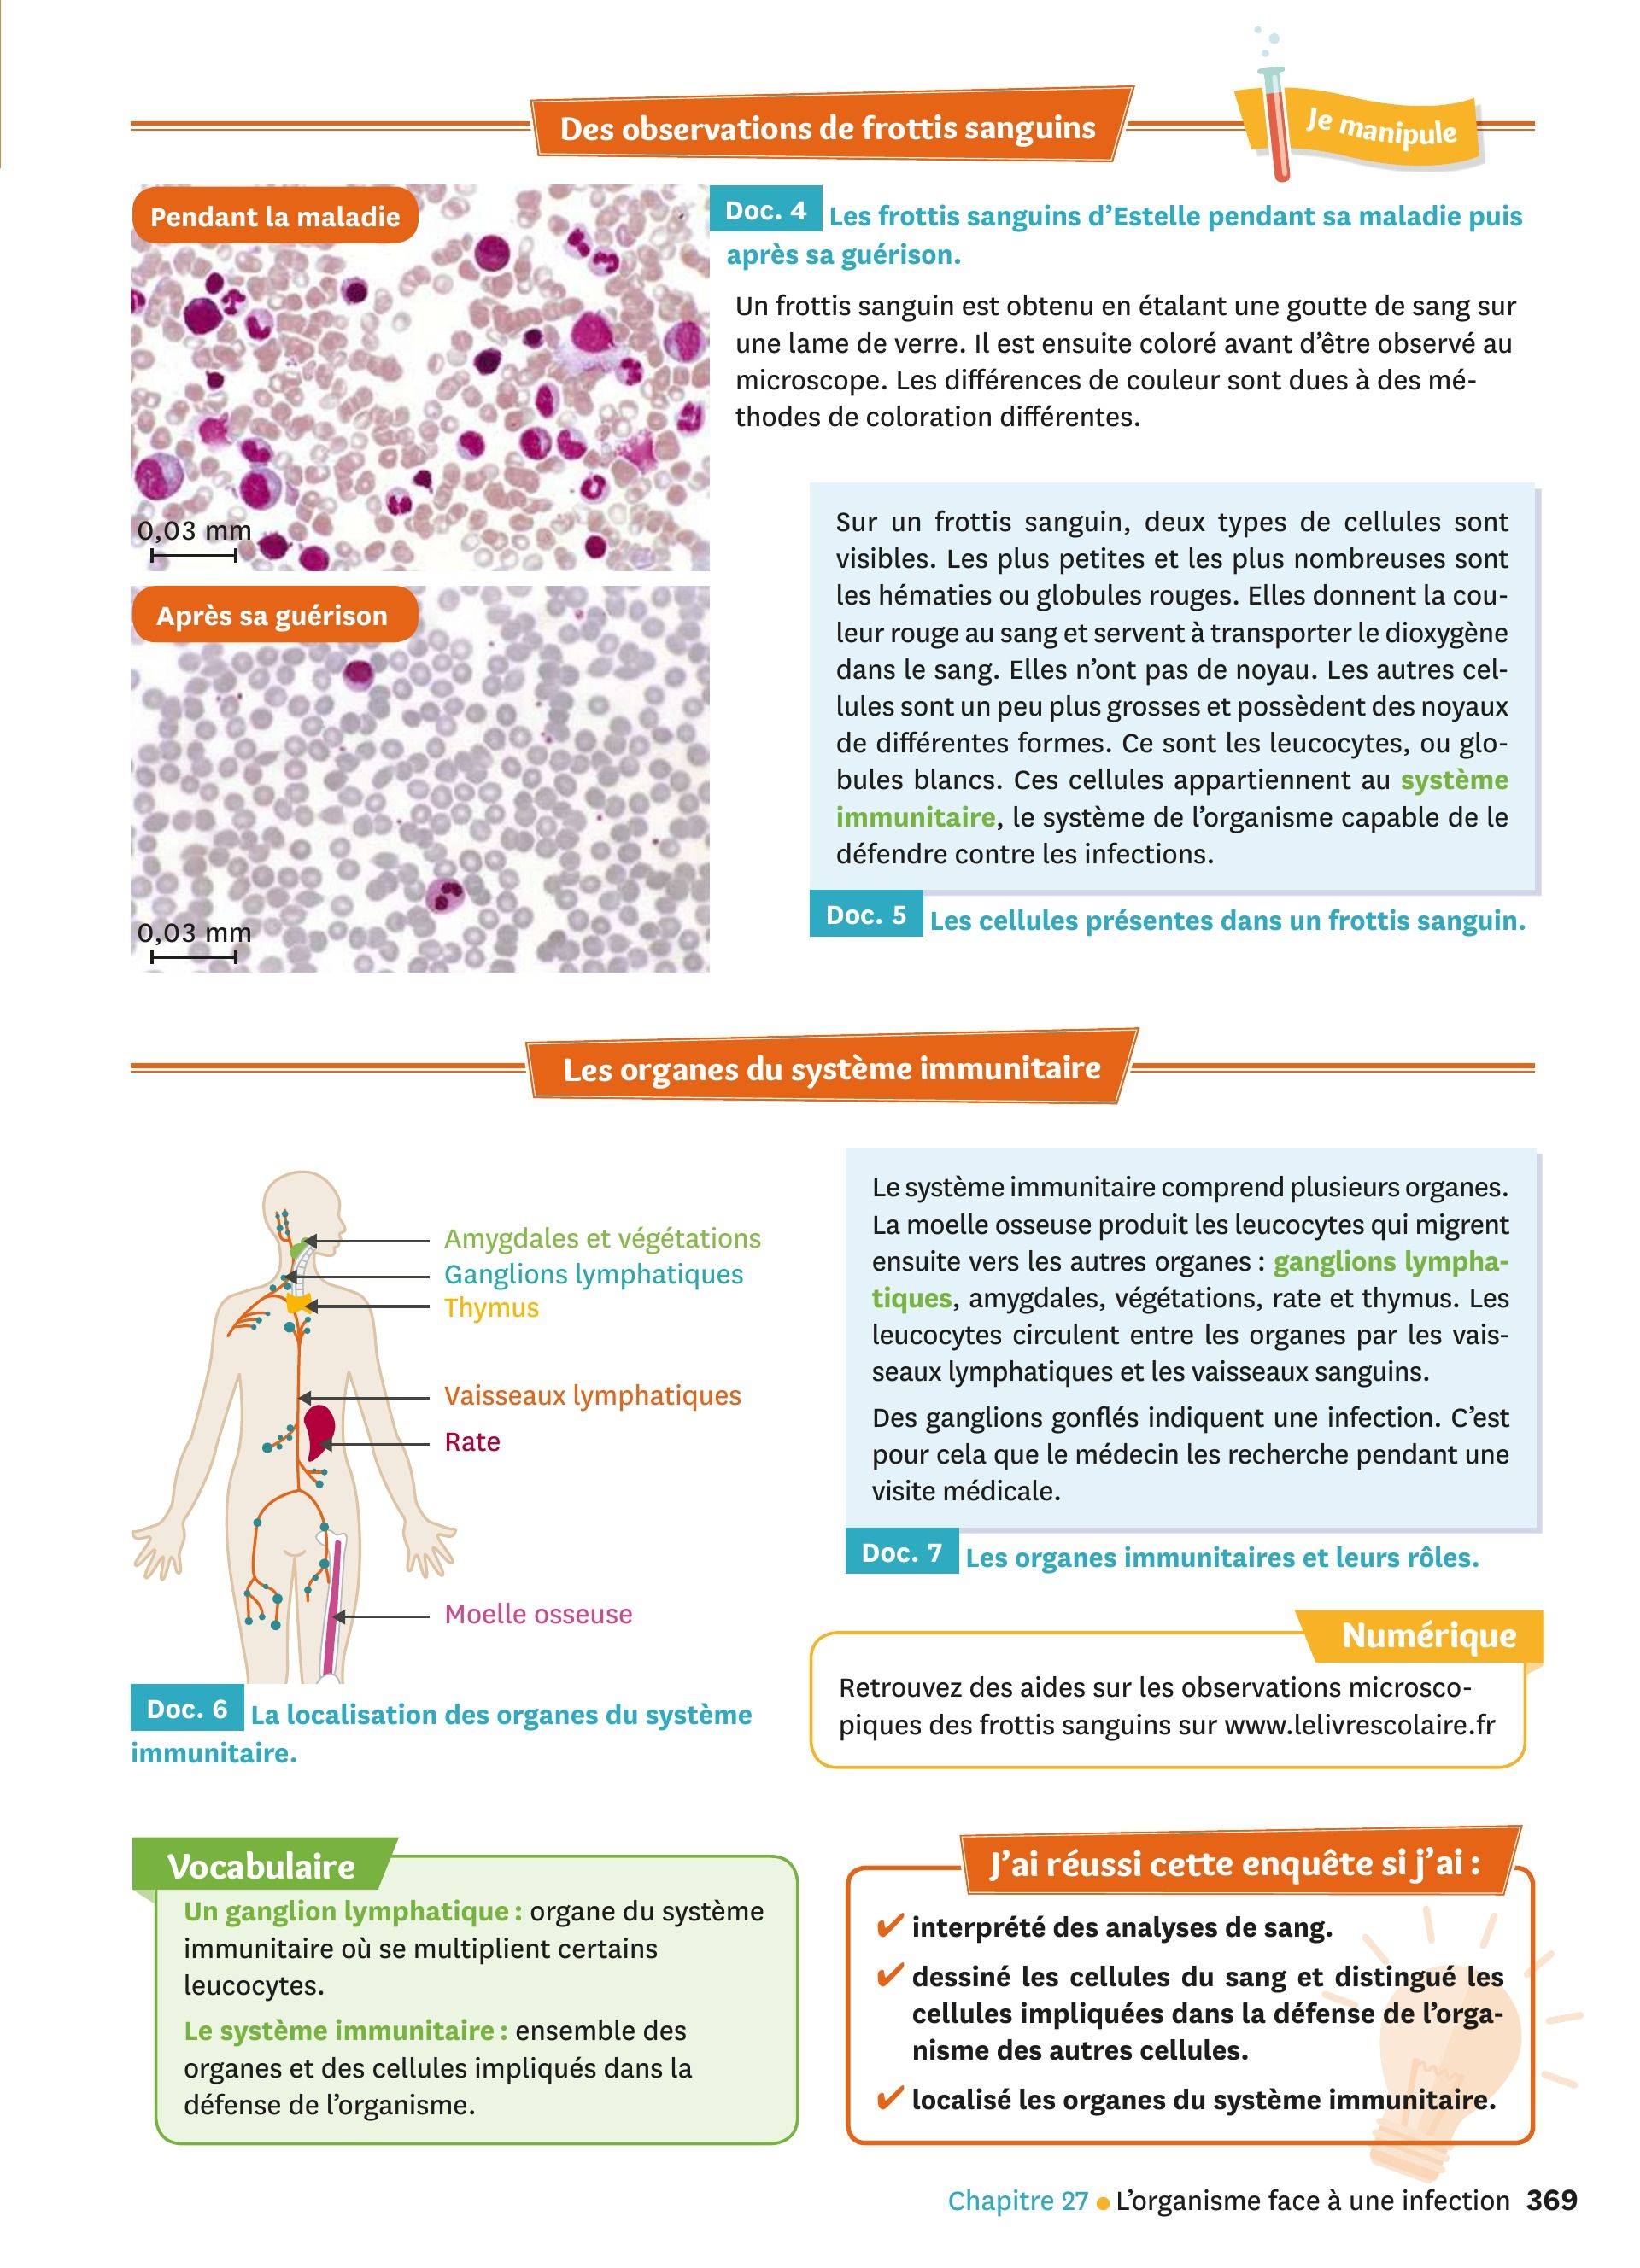 Des observations de frottis sanguins
Je manipule
Pendant la maladie
0,03 mm
Après sa guérison
0,03 mm
Doc. 4 Les frottis sanguins d’Estelle pendant sa maladie puis
après sa guérison.
Un frottis sanguin est obtenu en étalant une goutte de sang sur
une lame de verre. Il est ensuite coloré avant d’être observé au
microscope. Les différences de couleur sont dues à des mé-
thodes de coloration différentes.
Sur un frottis sanguin, deux types de cellules sont
visibles. Les plus petites et les plus nombreuses sont
les hématies ou globules rouges. Elles donnent la cou-
leur rouge au sang et servent à transporter le dioxygène
dans le sang. Elles n’ont pas de noyau. Les autres cel-
lules sont un peu plus grosses et possèdent des noyaux
de différentes formes. Ce sont les leucocytes, ou glo-
bules blancs. Ces cellules appartiennent au système
immunitaire, le système de l’organisme capable de le
défendre contre les infections.
Doc. 5 Les cellules présentes dans un frottis sanguin.
Les organes du système immunitaire
Amygdales et végétations
Ganglions lymphatiques
Thymus
Vaisseaux lymphatiques
Rate
Moelle osseuse
Doc. 6 La localisation des organes du système
immunitaire.
Le système immunitaire comprend plusieurs organes.
La moelle osseuse produit les leucocytes qui migrent
ensuite vers les autres organes : ganglions lympha-
tiques, amygdales, végétations, rate et thymus. Les
leucocytes circulent entre les organes par les vais-
seaux lymphatiques et les vaisseaux sanguins.
Des ganglions gonflés indiquent une infection. C’est
pour cela que le médecin les recherche pendant une
visite médicale.
Doc. 7 Les organes immunitaires et leurs rôles.
Numérique
Retrouvez des aides sur les observations microsco-
piques des frottis sanguins sur www.lelivrescolaire.fr
Vocabulaire
Un ganglion lymphatique : organe du système
immunitaire où se multiplient certains
leucocytes.
Le système immunitaire : ensemble des
organes et des cellules impliqués dans la
défense de l’organisme.
J’ai réussi cette enquête si j’ai :
✔ interprété des analyses de sang.
✔ dessiné les cellules du sang et distingué les
cellules impliquées dans la défense de l’orga-
nisme des autres cellules.
✔ localisé les organes du système immunitaire.
Chapitre 27 ● L’organisme face à une infection 369